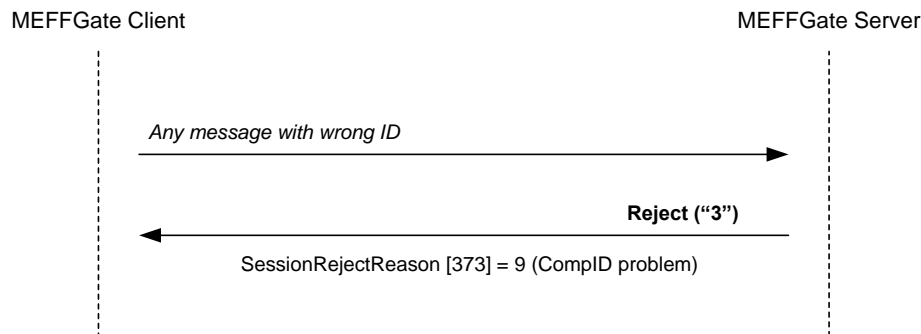 MEFFGate Client
MEFFGate Server
Any message with wrong ID
Reject (“3”)
SessionRejectReason [373] = 9 (CompID problem)